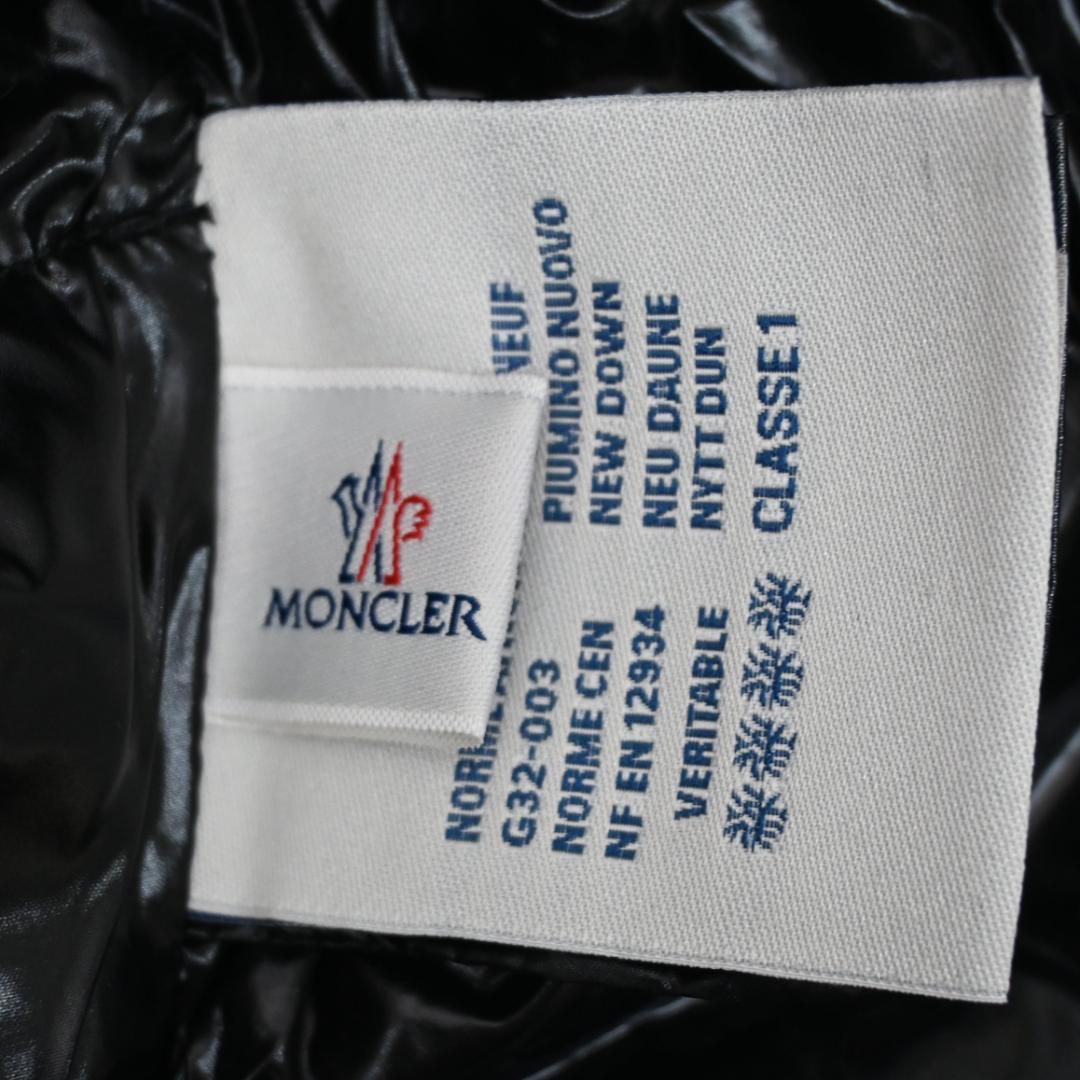 MONCLER
NEUF
G32-003 PIUMINO NUOVO
NORME CEN NEW DOWN
NF EN 12934 NEU DAUNE
VERITABLE NYTT DUN
CLASSE 1